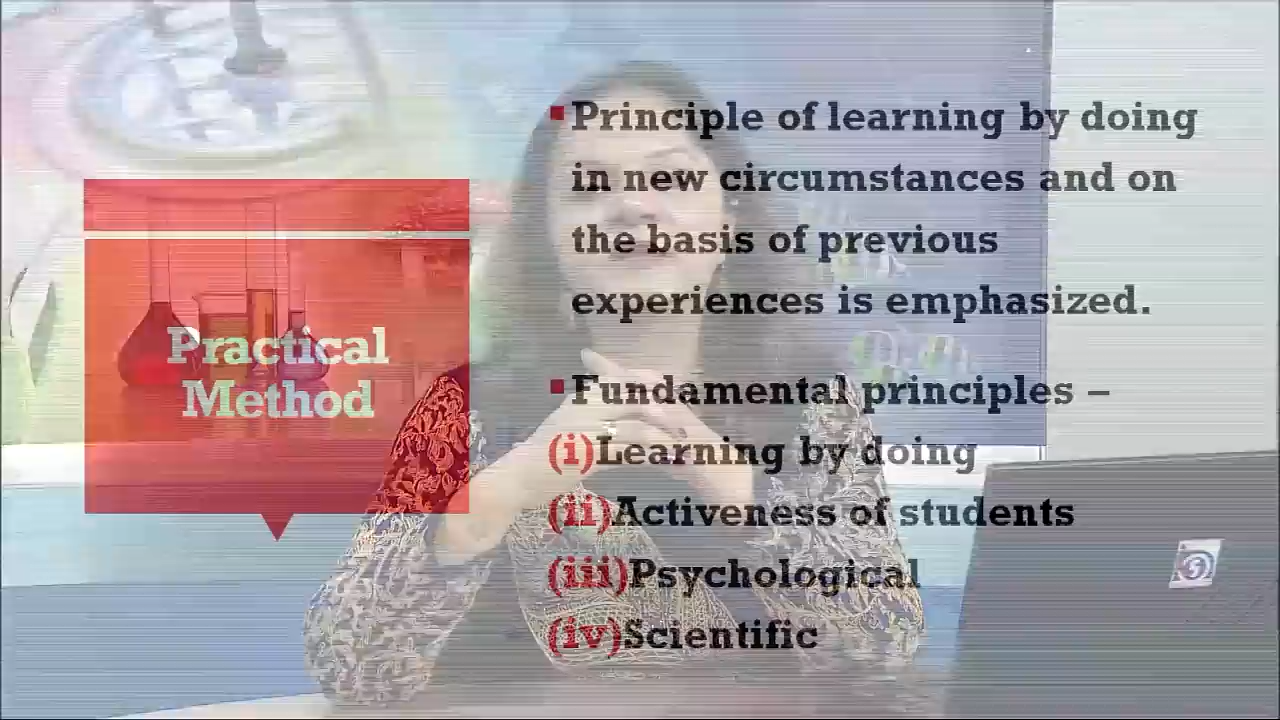 Practical
Method
Principle of learning by doing
in new circumstances and on
the basis of previous
experiences is emphasized.
Fundamental principles –
(i)Learning by doing
(ii)Activeness of students
(iii)Psychological
(iv)Scientific